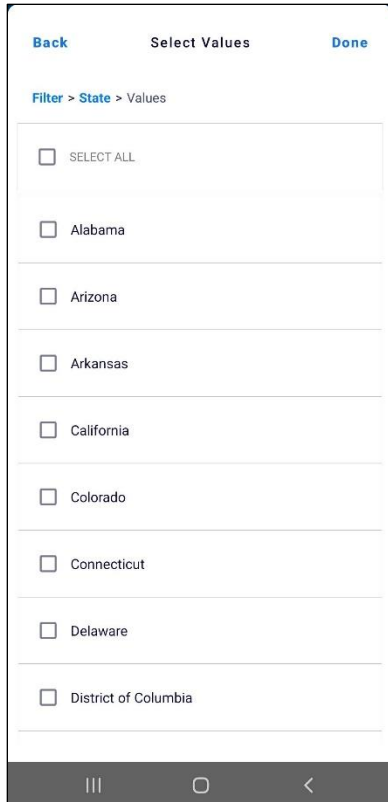 Back Select Values Done
Filter > State > Values
SELECT ALL
Alabama
Arizona
Arkansas
California
Colorado
Connecticut
Delaware
District of Columbia